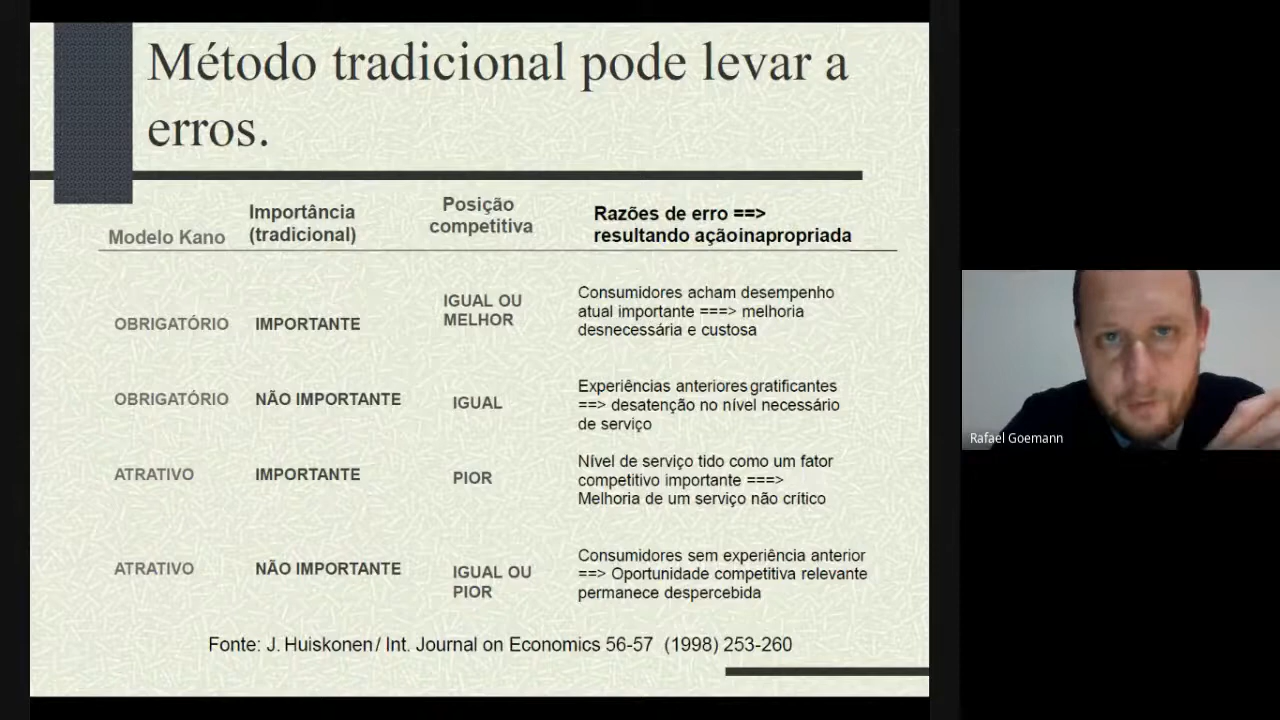 Método tradicional pode levar a
erros.
Modelo Kano
Importância
(tradicional)
Posição
competitiva
Razões de erro ==>
resultando açãoinapropriada
OBRIGATÓRIO
IMPORTANTE
IGUAL OU
MELHOR
Consumidores acham desempenho
atual importante ===> melhoria
desnecessária e custosa
OBRIGATÓRIO
NÃO IMPORTANTE
IGUAL
Experiências anteriores gratificantes
==> desatenção no nível necessário
de serviço
ATRATIVO
IMPORTANTE
PIOR
Nível de serviço tido como um fator
competitivo importante ===>
Melhoria de um serviço não crítico
ATRATIVO
NÃO IMPORTANTE
IGUAL OU
PIOR
Consumidores sem experiência anterior
==> Oportunidade competitiva relevante
permanece despercebida
Fonte: J. Huiskonen / Int. Journal on Economics 56-57 (1998) 253-260
Rafael Goemann